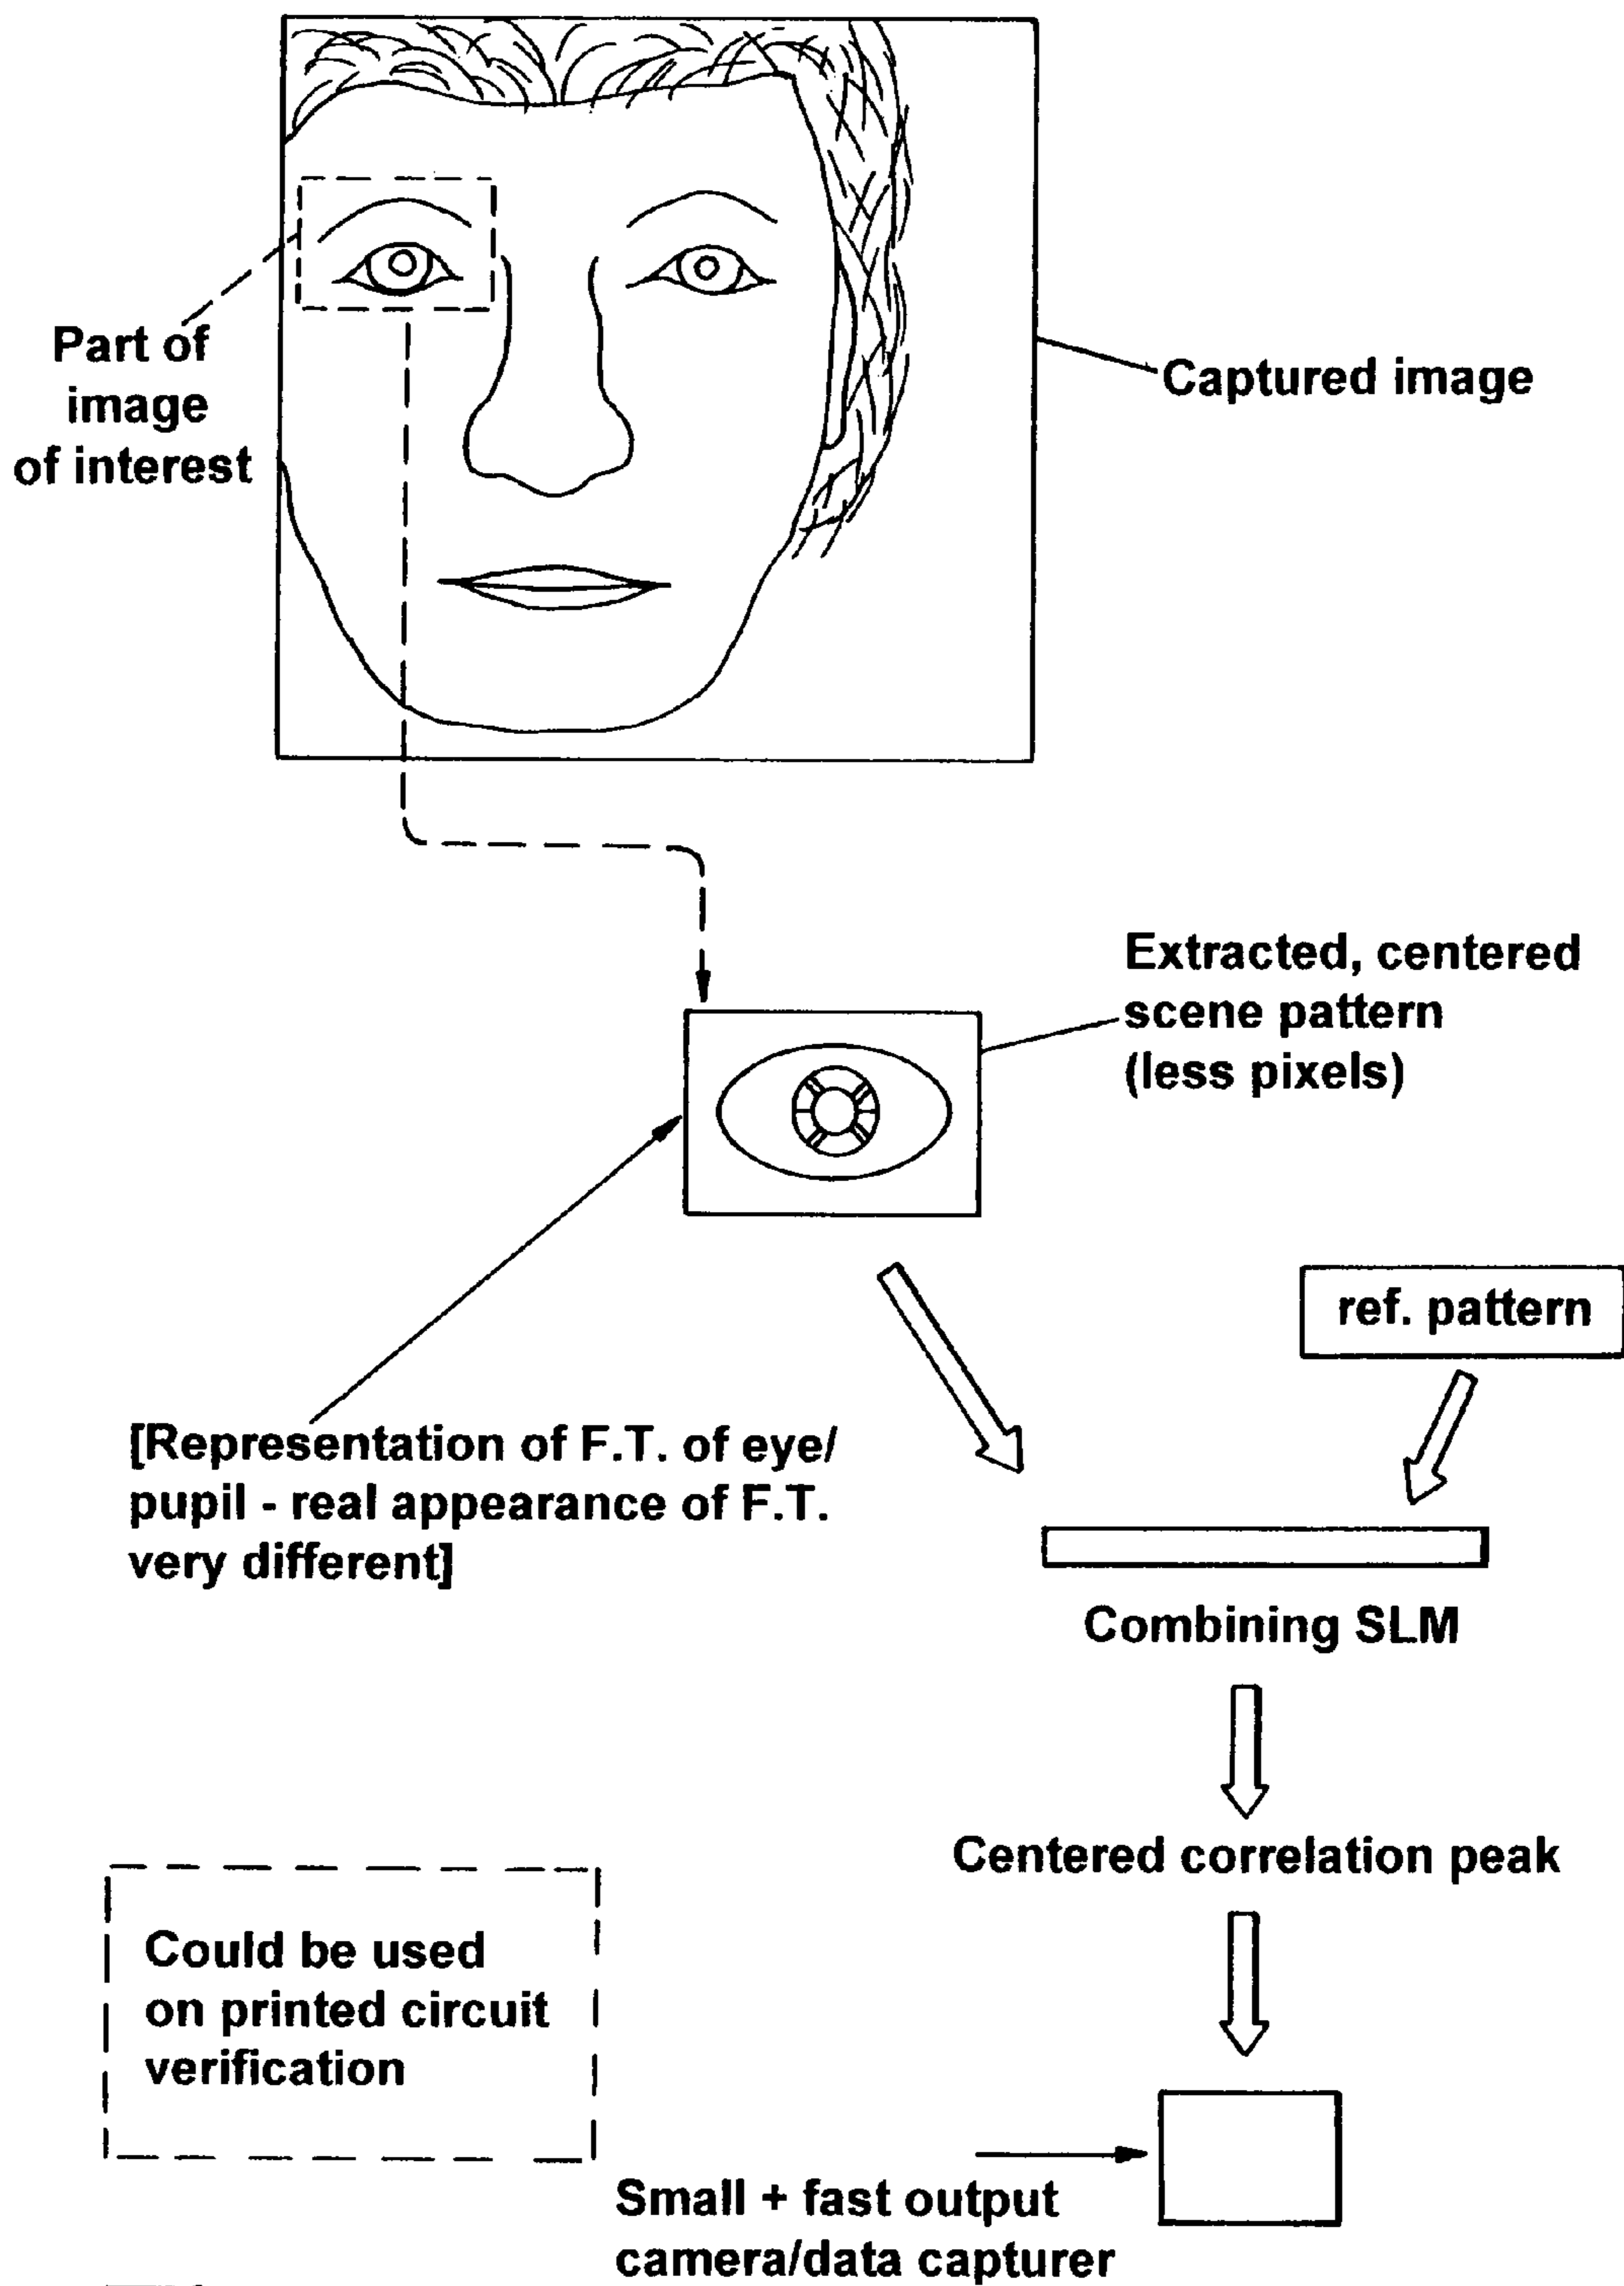 Part of
image
of interest
Captured image
Extracted, centered
scene pattern
(less pixels)
ref. pattern
[Representation of F.T. of eye/
pupil - real appearance of F.T.
very different]
Combining SLM
Centered correlation peak
Could be used
on printed circuit
verification
Small + fast output
camera/data capturer